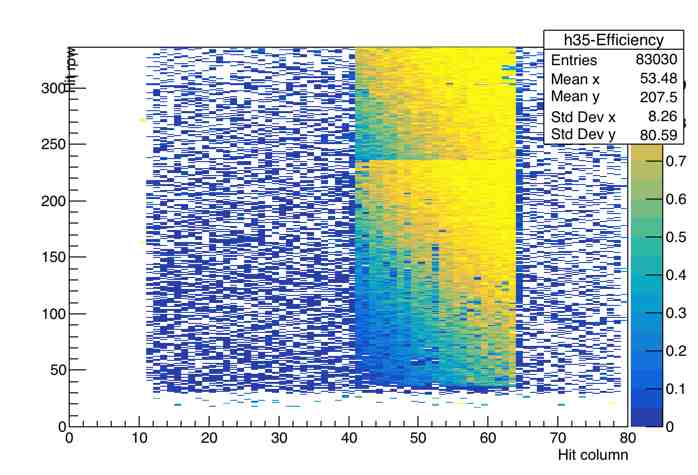 h35-Efficiency
Entries 83030
Mean x 53.48
Mean y 207.5
Std Dev x 8.26
Std Dev y 80.59
300
250
200
150
100
50
0
0 10 20 30 40 50 60 70 80
Hit column
0.7
0.6
0.5
0.4
0.3
0.2
0.1
0